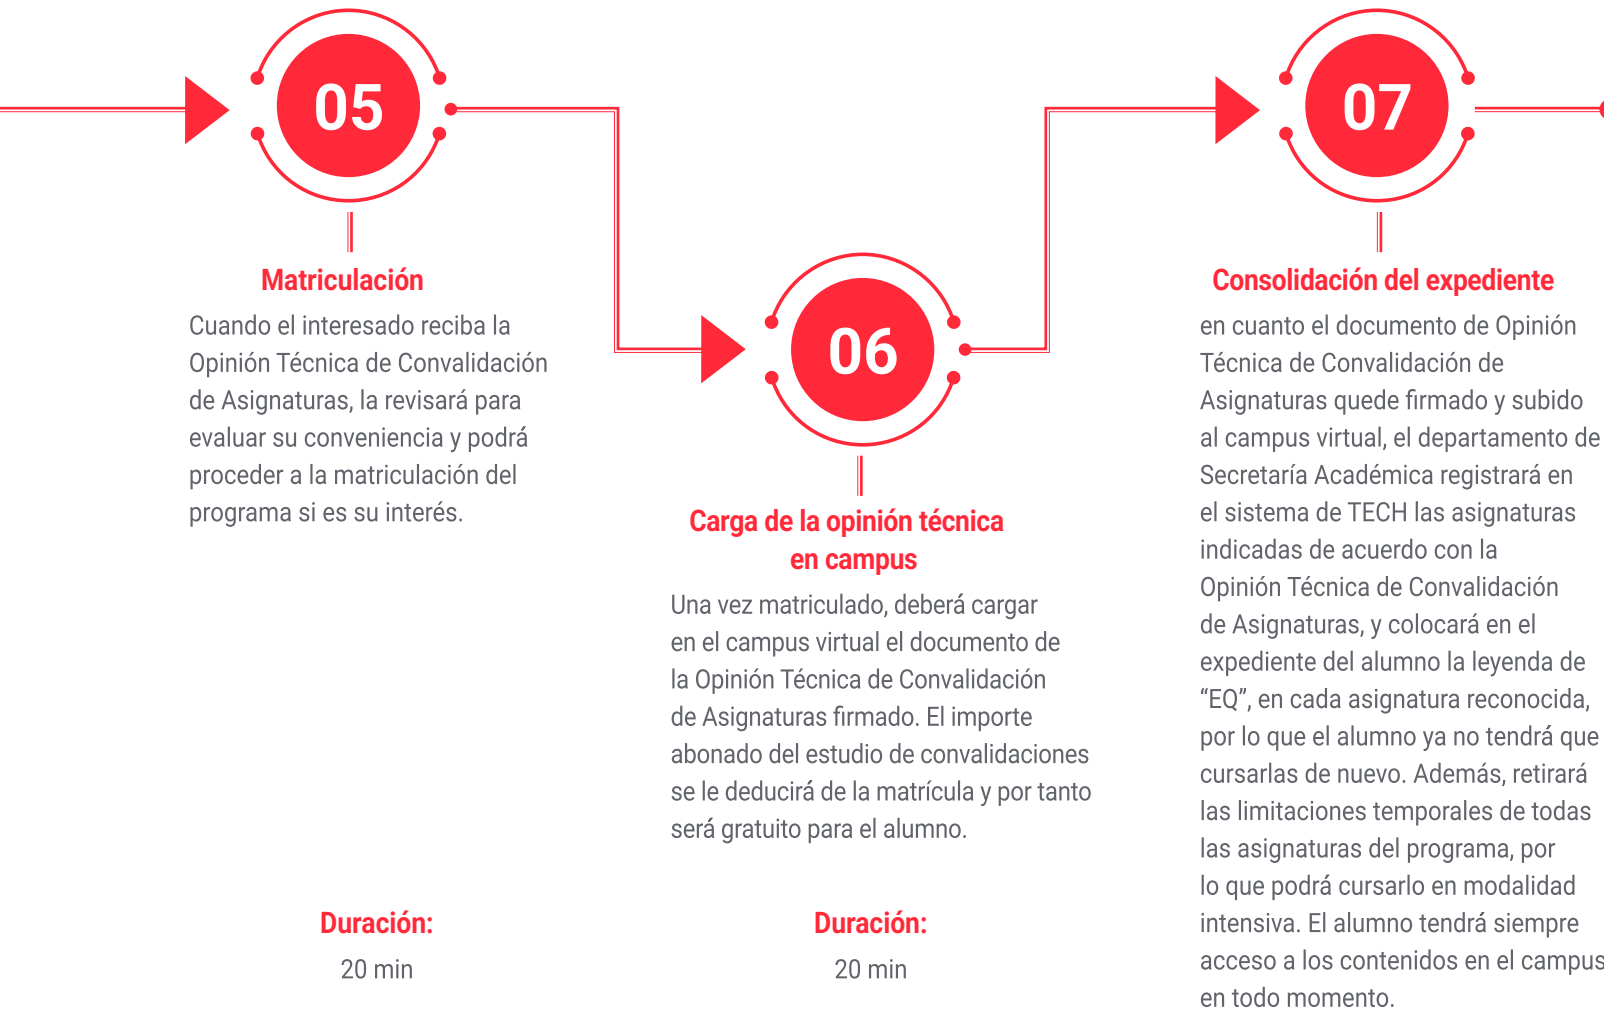 05
Matriculación
Cuando el interesado reciba la
Opinión Técnica de Convalidación
de Asignaturas, la revisará para
evaluar su conveniencia y podrá
proceder a la matriculación del
programa si es su interés.
Duración:
20 min
06
Carga de la opinión técnica
en campus
Una vez matriculado, deberá cargar
en el campus virtual el documento de
la Opinión Técnica de Convalidación
de Asignaturas firmado. El importe
abonado del estudio de convalidaciones
se le deducirá de la matrícula y por tanto
será gratuito para el alumno.
Duración:
20 min
07
Consolidación del expediente
en cuanto el documento de Opinión
Técnica de Convalidación de
Asignaturas quede firmado y subido
al campus virtual, el departamento de
Secretaría Académica registrará en
el sistema de TECH las asignaturas
indicadas de acuerdo con la
Opinión Técnica de Convalidación
de Asignaturas, y colocará en el
expediente del alumno la leyenda de
“EQ”, en cada asignatura reconocida,
por lo que el alumno ya no tendrá que
cursarlas de nuevo. Además, retirará
las limitaciones temporales de todas
las asignaturas del programa, por
lo que podrá cursarlo en modalidad
intensiva. El alumno tendrá siempre
acceso a los contenidos en el campus
en todo momento.